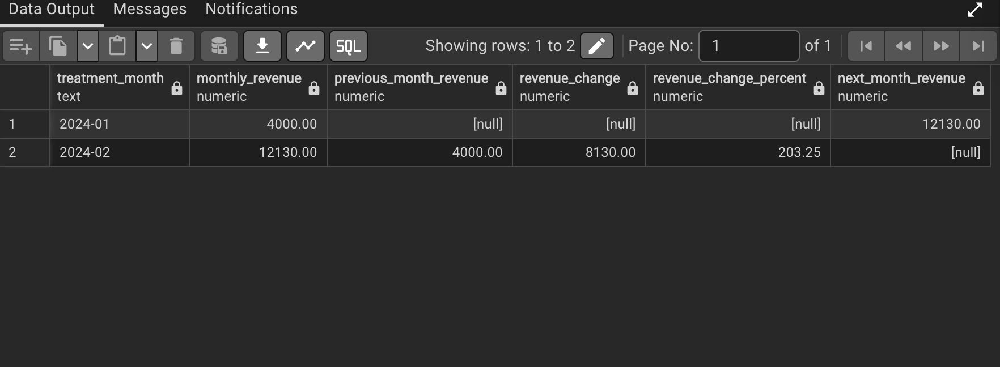 Data Output Messages Notifications
SQL Showing rows: 1 to 2 Page No: 1 of 1
treatment_month monthly_revenue previous_month_revenue revenue_change revenue_change_percent next_month_revenue
text numeric numeric numeric numeric numeric
1 2024-01 4000.00 [null] [null] [null] 12130.00
2 2024-02 12130.00 4000.00 8130.00 203.25 [null]